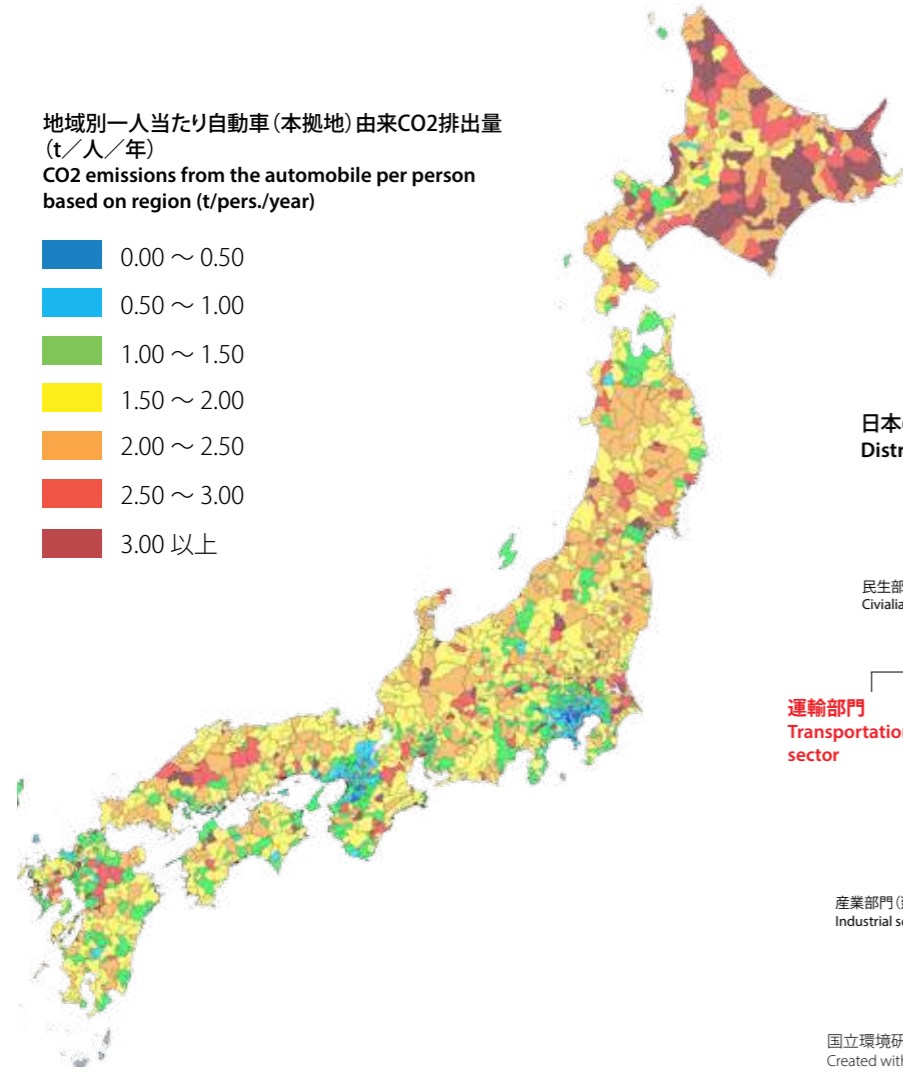 地域別一人当たり自動車（本拠地）由来CO2排出量
（t／人／年）
CO2 emissions from the automobile per person
based on region (t/pers./year)
0.00 ～ 0.50
0.50 ～ 1.00
1.00 ～ 1.50
1.50 ～ 2.00
2.00 ～ 2.50
2.50 ～ 3.00
3.00 以上
日本
Distr
民生部
Civialia
運輸部門
Transportation
sector
産業部門（
Industrial se
国立環境研
Created with